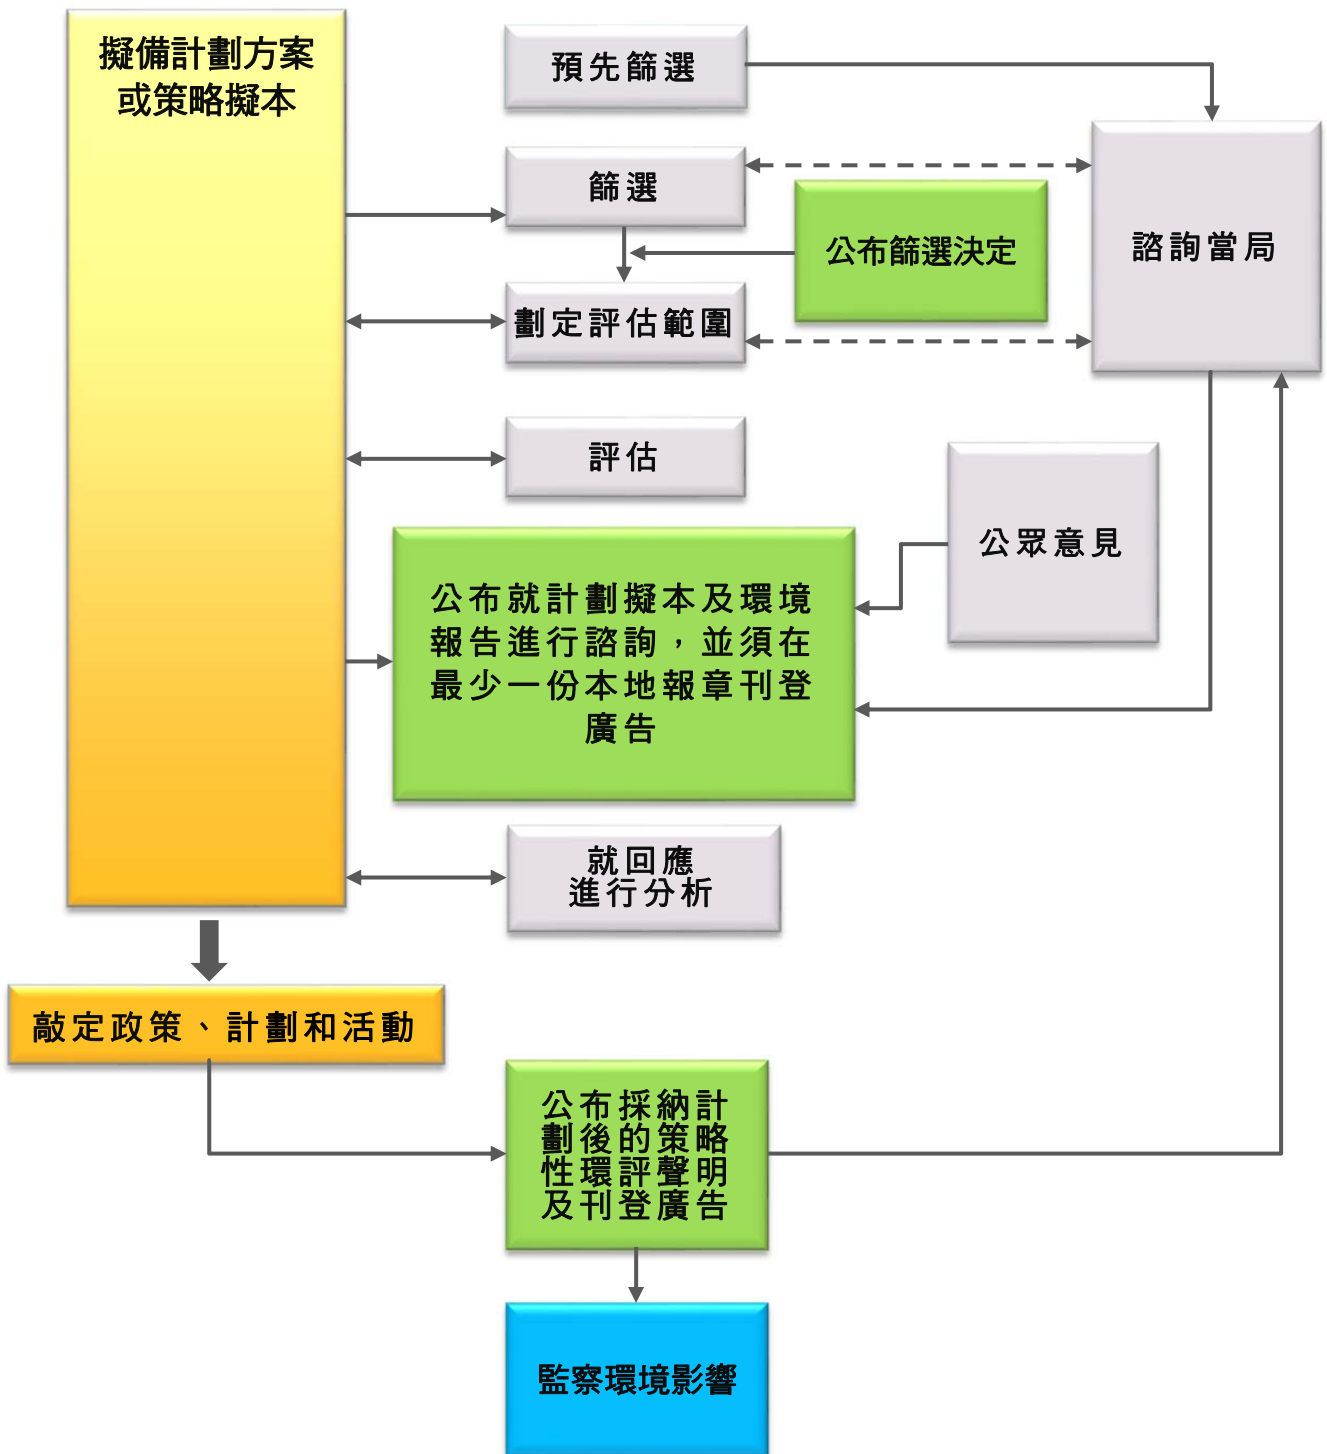 擬備計劃方案
或策略擬本
預先篩選
篩選
公布篩選決定
諮詢當局
劃定評估範圍
評估
公眾意見
公布就計劃擬本及環境
報告進行諮詢，並須在
最少一份本地報章刊登
廣告
就回應
進行分析
敲定政策、計劃和活動
公布採納計
劃後的策略
性環評聲明
及刊登廣告
監察環境影響